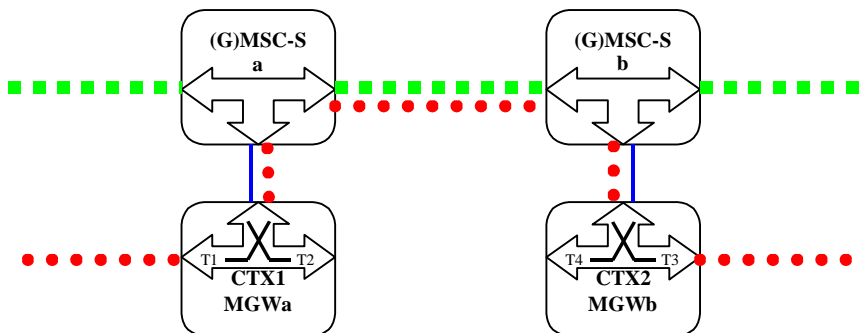 (G)MSC-S
a
(G)MSC-S
b
T1
T2
CTX1
MGWa
T4
T3
CTX2
MGWb